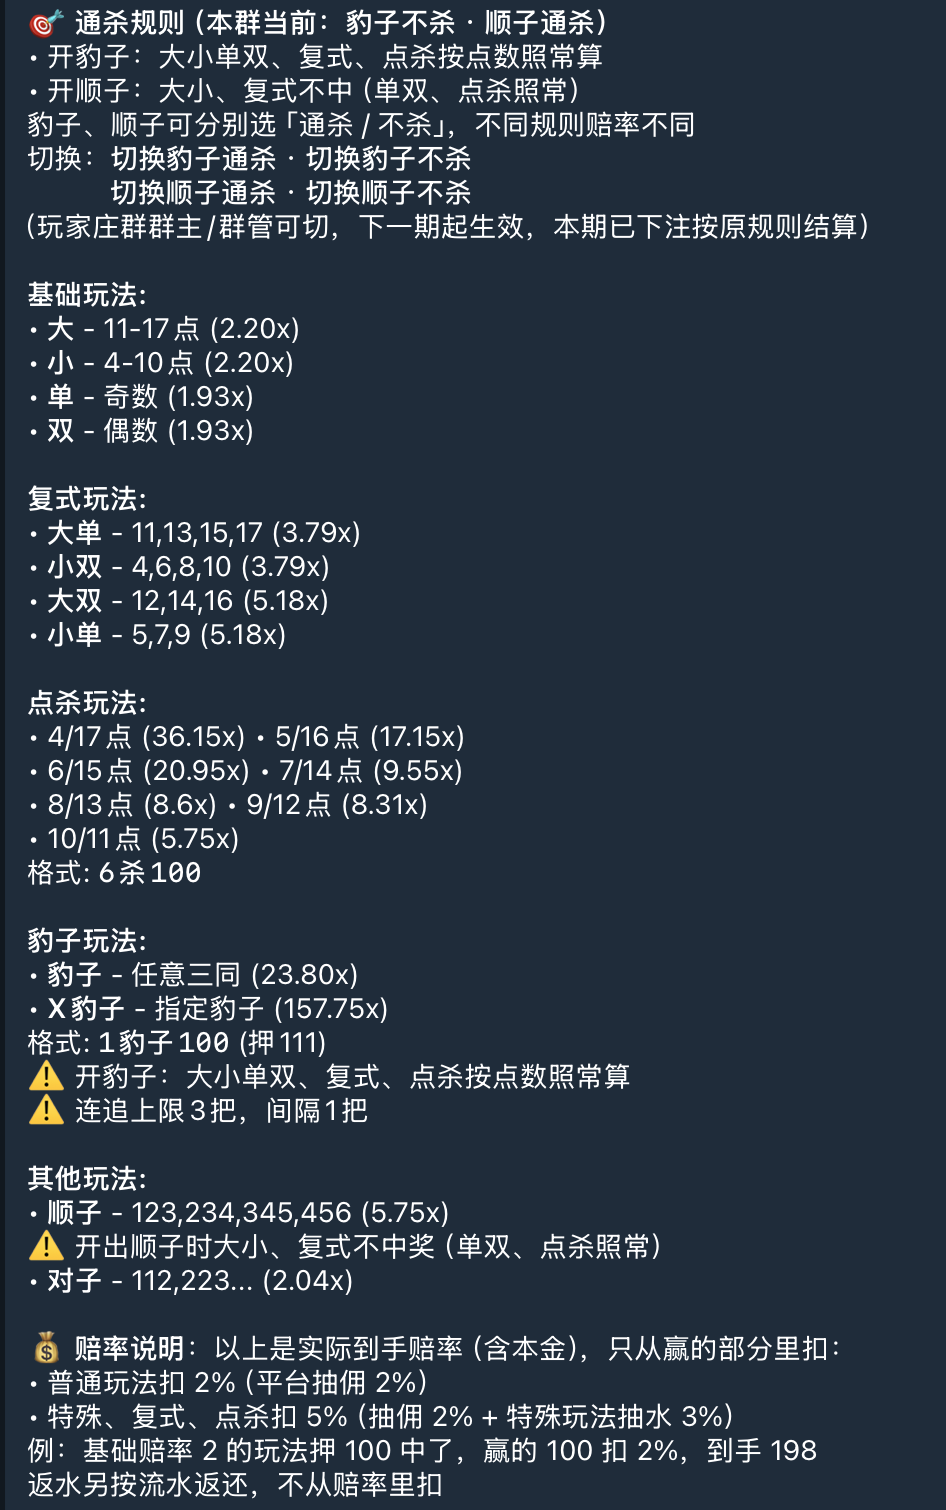 🎯 通杀规则 (本群当前：豹子不杀 · 顺子通杀)
• 开豹子：大小单双、复式、点杀按点数照常算
• 开顺子：大小、复式不中 (单双、点杀照常)
豹子、顺子可分别选「通杀 / 不杀」，不同规则赔率不同
切换：切换豹子通杀 · 切换豹子不杀
切换顺子通杀 · 切换顺子不杀
(玩家庄群群主/群管可切，下一期起生效，本期已下注按原规则结算)
基础玩法:
• 大 - 11-17点 (2.20x)
• 小 - 4-10点 (2.20x)
• 单 - 奇数 (1.93x)
• 双 - 偶数 (1.93x)
复式玩法:
• 大单 - 11,13,15,17 (3.79x)
• 小双 - 4,6,8,10 (3.79x)
• 大双 - 12,14,16 (5.18x)
• 小单 - 5,7,9 (5.18x)
点杀玩法:
• 4/17点 (36.15x) • 5/16点 (17.15x)
• 6/15点 (20.95x) • 7/14点 (9.55x)
• 8/13点 (8.6x) • 9/12点 (8.31x)
• 10/11点 (5.75x)
格式: 6杀100
豹子玩法:
• 豹子 - 任意三同 (23.80x)
• X豹子 - 指定豹子 (157.75x)
格式: 1豹子100 (押111)
⚠️ 开豹子：大小单双、复式、点杀按点数照常算
⚠️ 连追上限3把，间隔1把
其他玩法:
• 顺子 - 123,234,345,456 (5.75x)
⚠️ 开出顺子时大小、复式不中奖 (单双、点杀照常)
• 对子 - 112,223... (2.04x)
💰 赔率说明：以上是实际到手赔率 (含本金)，只从赢的部分里扣：
• 普通玩法扣 2% (平台抽佣 2%)
• 特殊、复式、点杀扣 5% (抽佣 2% + 特殊玩法抽水 3%)
例：基础赔率 2 的玩法押 100 中了，赢的 100 扣 2%，到手 198
返水另按流水返还，不从赔率里扣